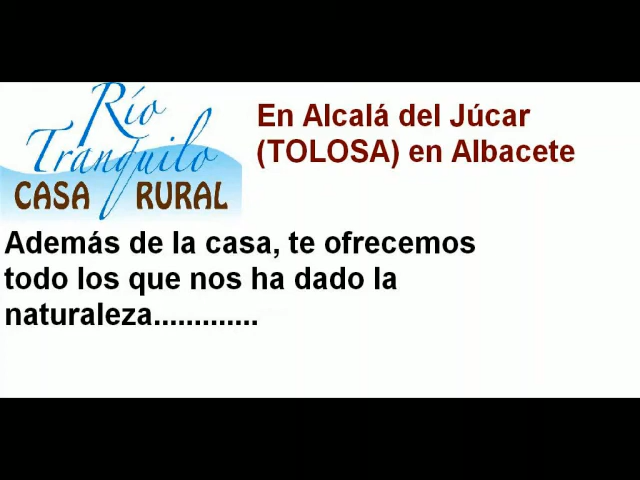 Río
Tranquilo
CASA RURAL
En Alcalá del Júcar
(TOLOSA) en Albacete
Además de la casa, te ofrecemos
todo los que nos ha dado la
naturaleza.............